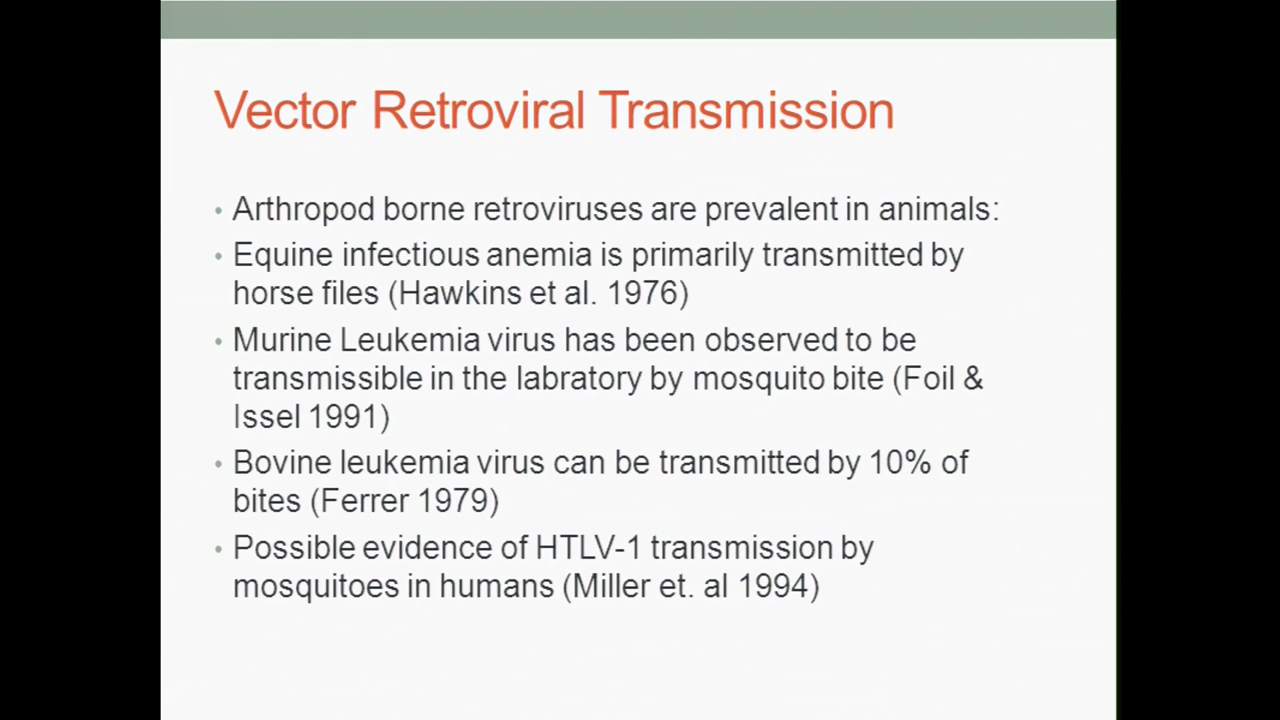 Vector Retroviral Transmission
• Arthropod borne retroviruses are prevalent in animals:
• Equine infectious anemia is primarily transmitted by
horse files (Hawkins et al. 1976)
• Murine Leukemia virus has been observed to be
transmissible in the labratory by mosquito bite (Foil &
Issel 1991)
• Bovine leukemia virus can be transmitted by 10% of
bites (Ferrer 1979)
• Possible evidence of HTLV-1 transmission by
mosquitoes in humans (Miller et. al 1994)